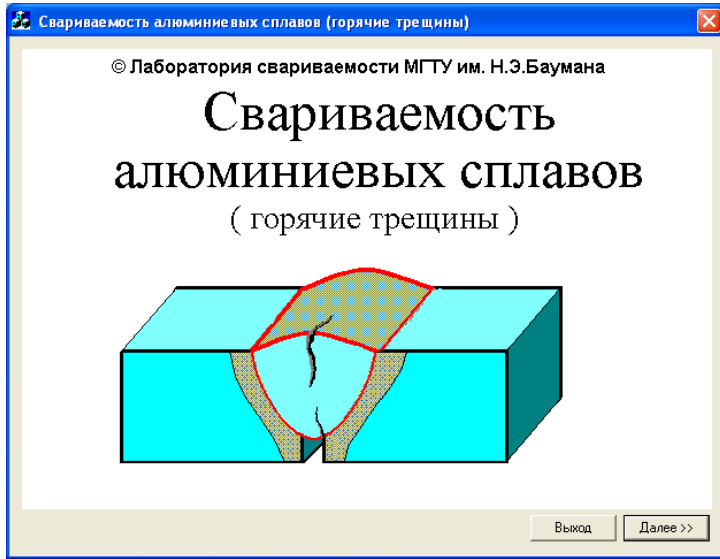 Свариваемость алюминиевых сплавов (горячие трещины)
© Лаборатория свариваемости МГТУ им. Н.Э.Баумана
Свариваемость
алюминиевых сплавов
( горячие трещины )
Выход Далее >>